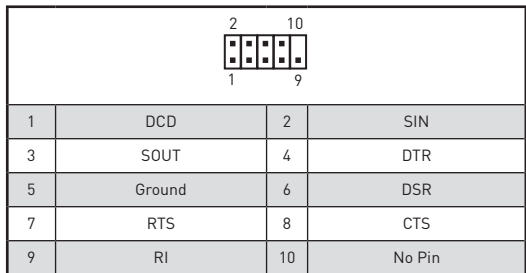 2 10
1 9
1 DCD 2 SIN
3 SOUT 4 DTR
5 Ground 6 DSR
7 RTS 8 CTS
9 RI 10 No Pin